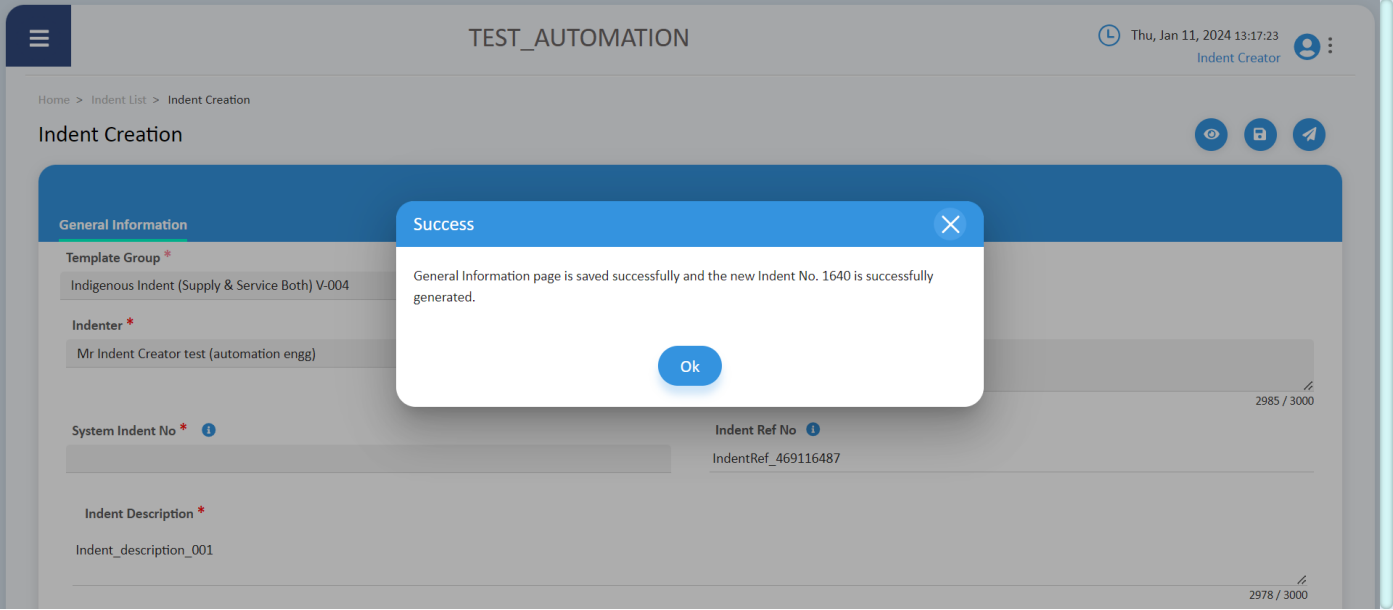 TEST_AUTOMATION
Thu, Jan 11, 2024 13:17:23
Indent Creator
Home > Indent List > Indent Creation
Indent Creation
General Information
Success
General Information page is saved successfully and the new Indent No. 1640 is successfully
generated.
Ok
Template Group *
Indigenous Indent (Supply & Service Both) V-004
Indenter *
Mr Indent Creator test (automation engg)
2985 / 3000
System Indent No *
Indent Ref No
IndentRef_469116487
Indent Description *
Indent_description_001
2978 / 3000